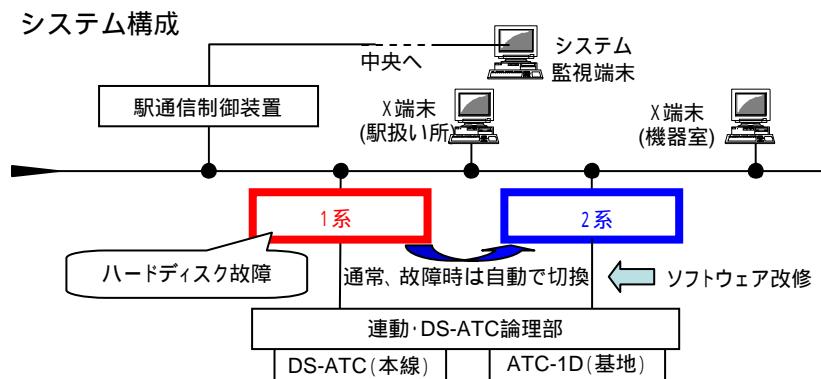 システム構成
中央へ
システム
監視端末
駅通信制御装置
X端末
(駅扱い所)
X端末
(機器室)
1系
2系
ハードディスク故障
通常、故障時は自動で切換
ソフトウェア改修
連動･DS-ATC論理部
DS-ATC(本線)
ATC-1D(基地)